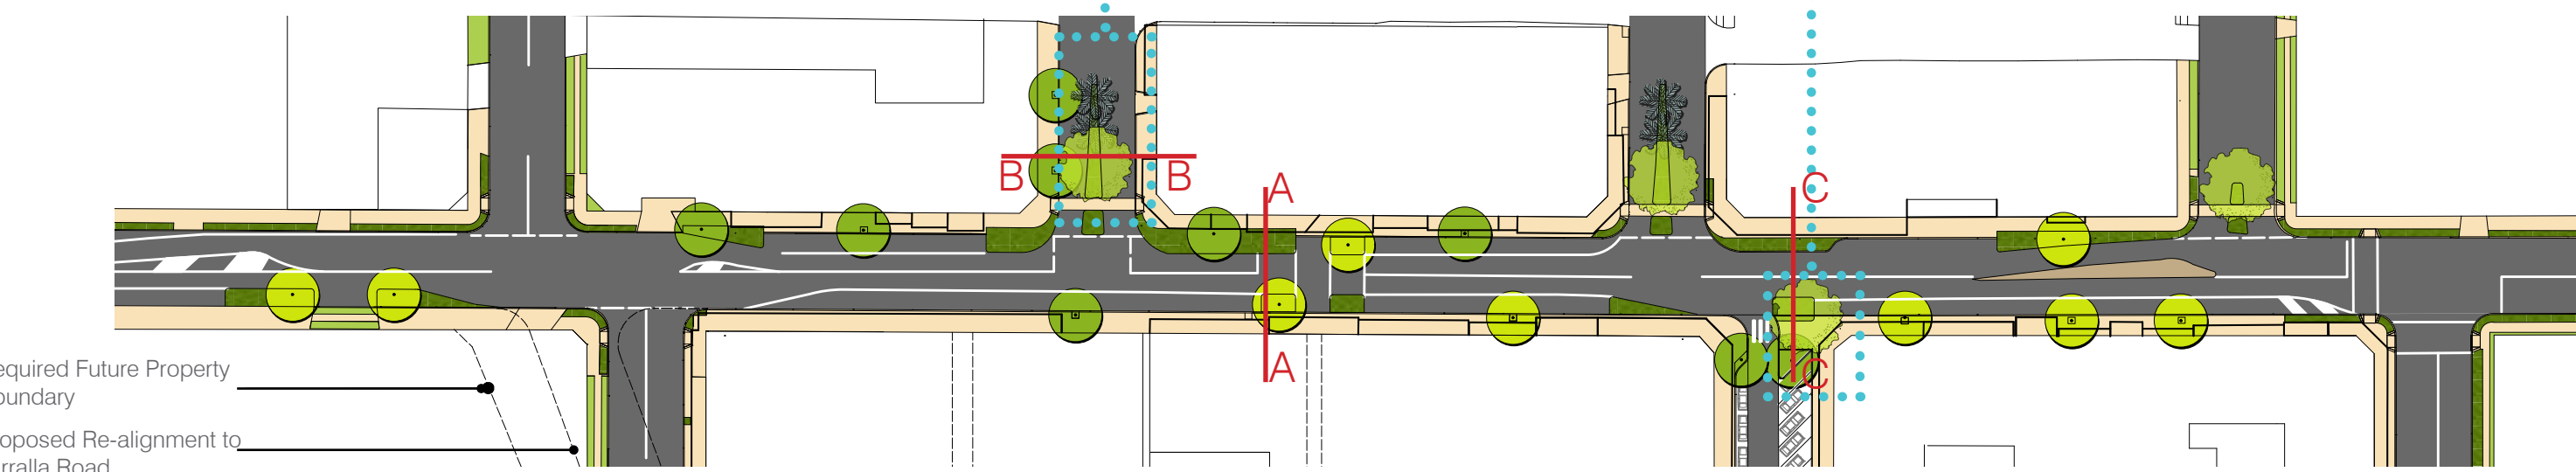 B
B
A
C
A
C
equired Future Property
oundary
oposed Re-alignment to
rralla Road